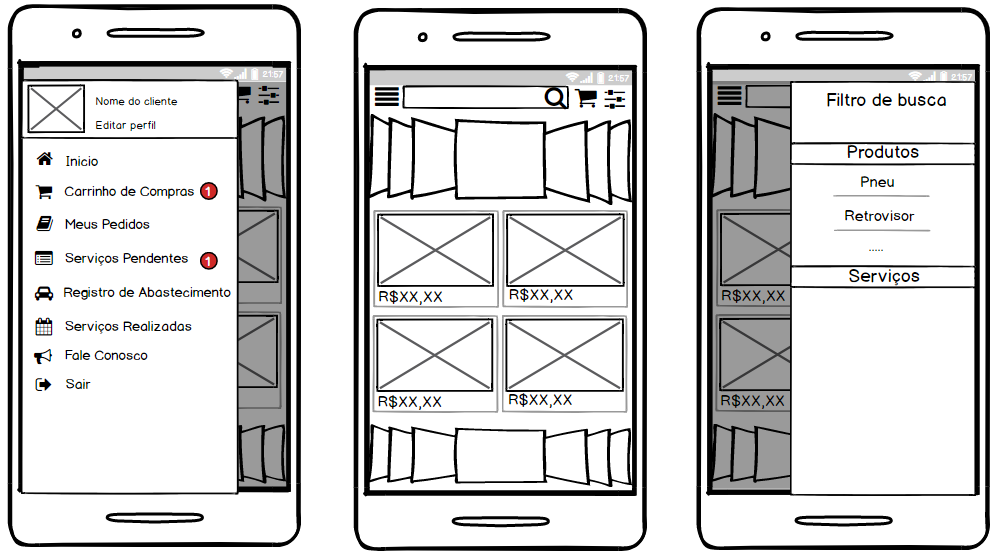 21:57
Nome do cliente
Editar perfil
Inicio
Carrinho de Compras 1
Meus Pedidos
Serviços Pendentes 1
Registro de Abastecimento
Serviços Realizadas
Fale Conosco
Sair
21:57
R$XX,XX R$XX,XX
R$XX,XX R$XX,XX
21:57
Filtro de busca
Produtos
Pneu
Retrovisor
.....
Serviços
R$XX,XX
R$XX,XX